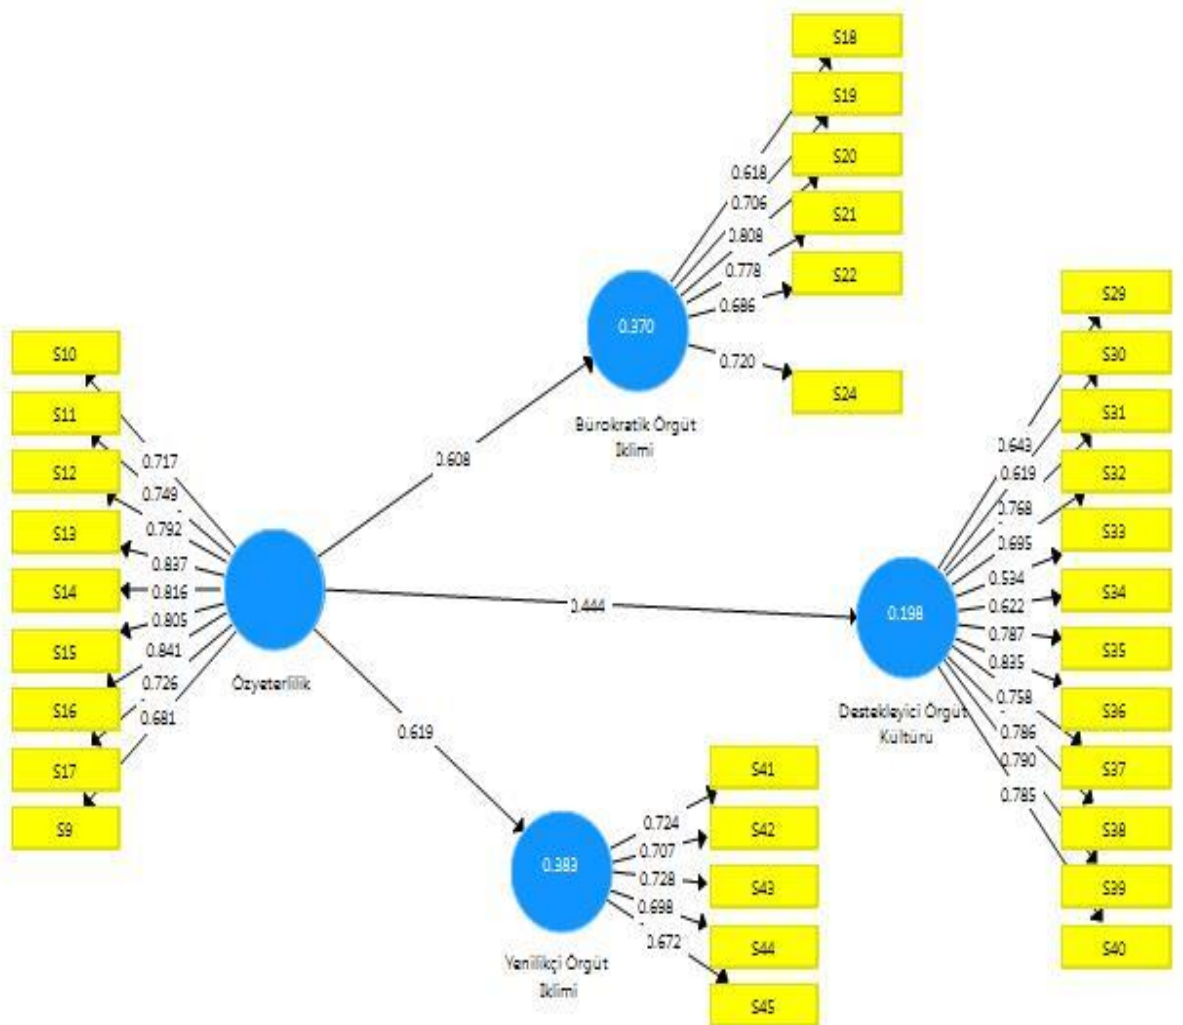 S18
S19
S20
S21
S22
S24
0.618
0.706
0.808
0.778
0.686
0.720
0.370
Bürokratik Örgüt
İklimi
S10
S11
S12
S13
S14
S15
S16
S17
S9
0.717
0.749
0.792
0.837
0.816
0.805
0.841
0.726
0.681
Özyeterlilik
0.608
0.444
0.619
S29
S30
S31
S32
S33
S34
S35
S36
S37
S38
S39
S40
0.643
0.619
0.768
0.695
0.534
0.622
0.787
0.835
0.758
0.786
0.790
0.785
0.198
Destekleyici Örgüt
Kültürü
S41
S42
S43
S44
S45
0.724
0.707
0.728
0.698
0.672
0.383
Yenilikçi Örgüt
İklimi